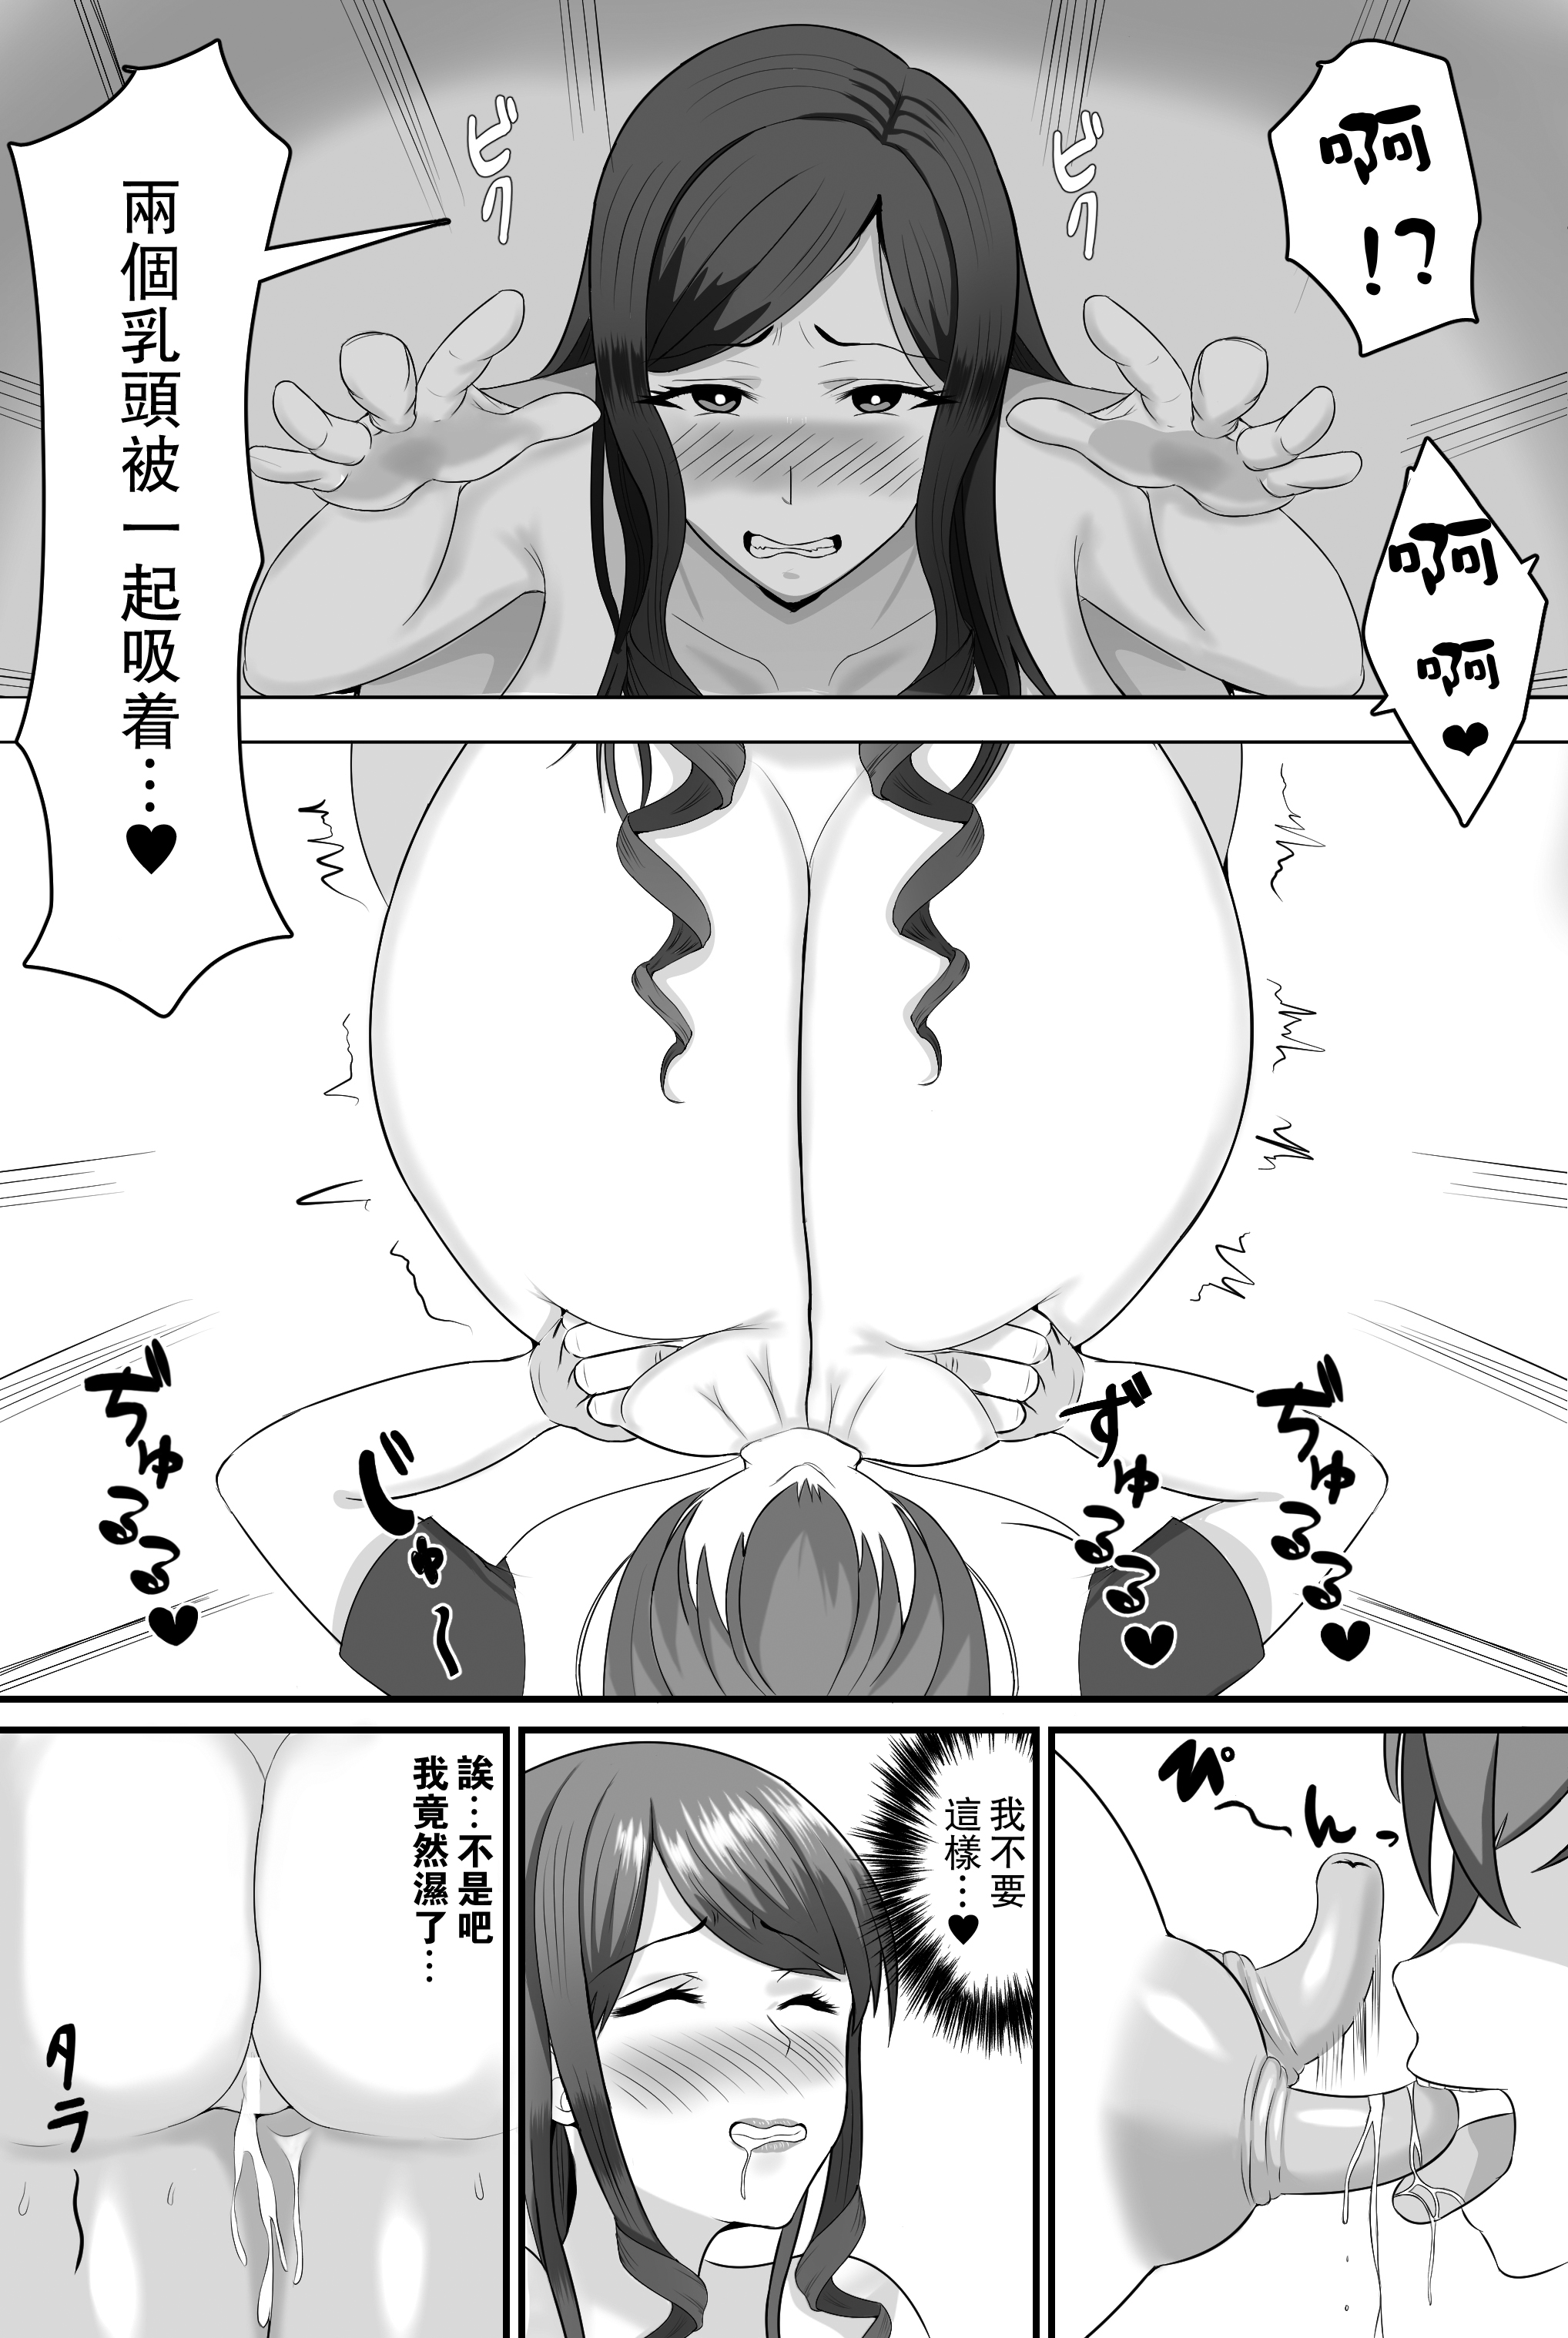 啊!?
ビク
ビク
啊啊♥
兩個乳頭被一起吸着…♥
ぢゅるる♥
ずゅるる♥
じゅ～
ぢゅるる♥
ぴ～んっ
我不要
這樣…♥
誒…不是吧
我竟然濕了…
タラ～